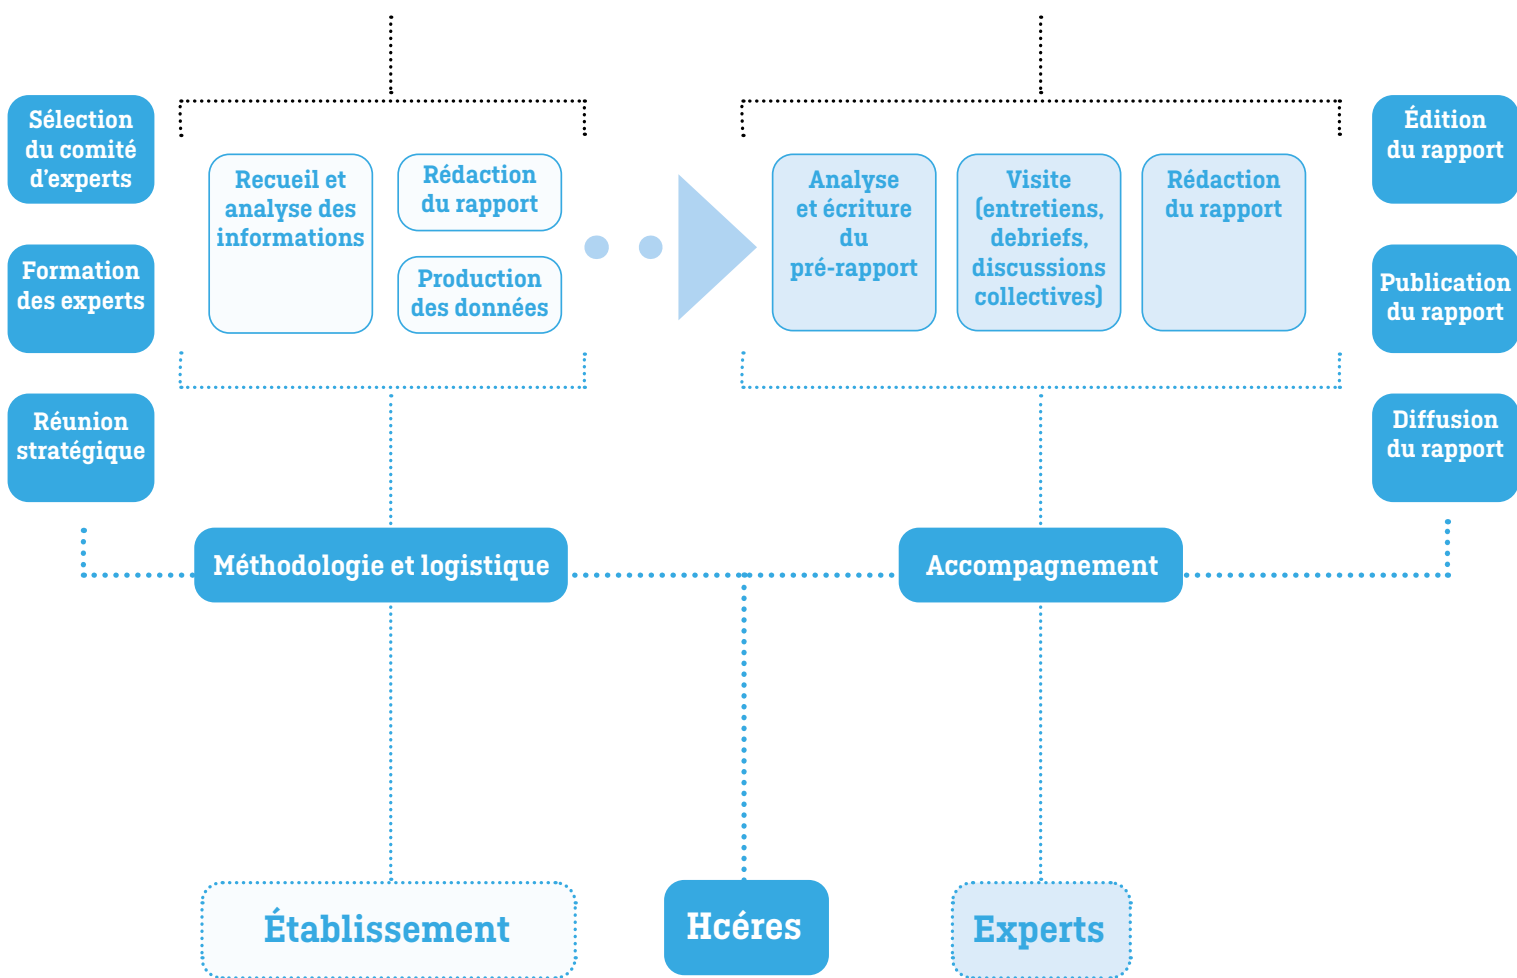 Sélection
du comité
d'experts
Formation
des experts
Réunion
stratégique
Recueil et
analyse des
informations
Rédaction
du rapport
Production
des données
Analyse
et écriture
du
pré-rapport
Visite
(entretiens,
debriefs,
discussions
collectives)
Rédaction
du rapport
Édition
du rapport
Publication
du rapport
Diffusion
du rapport
Méthodologie et logistique
Accompagnement
Établissement
Hcéres
Experts